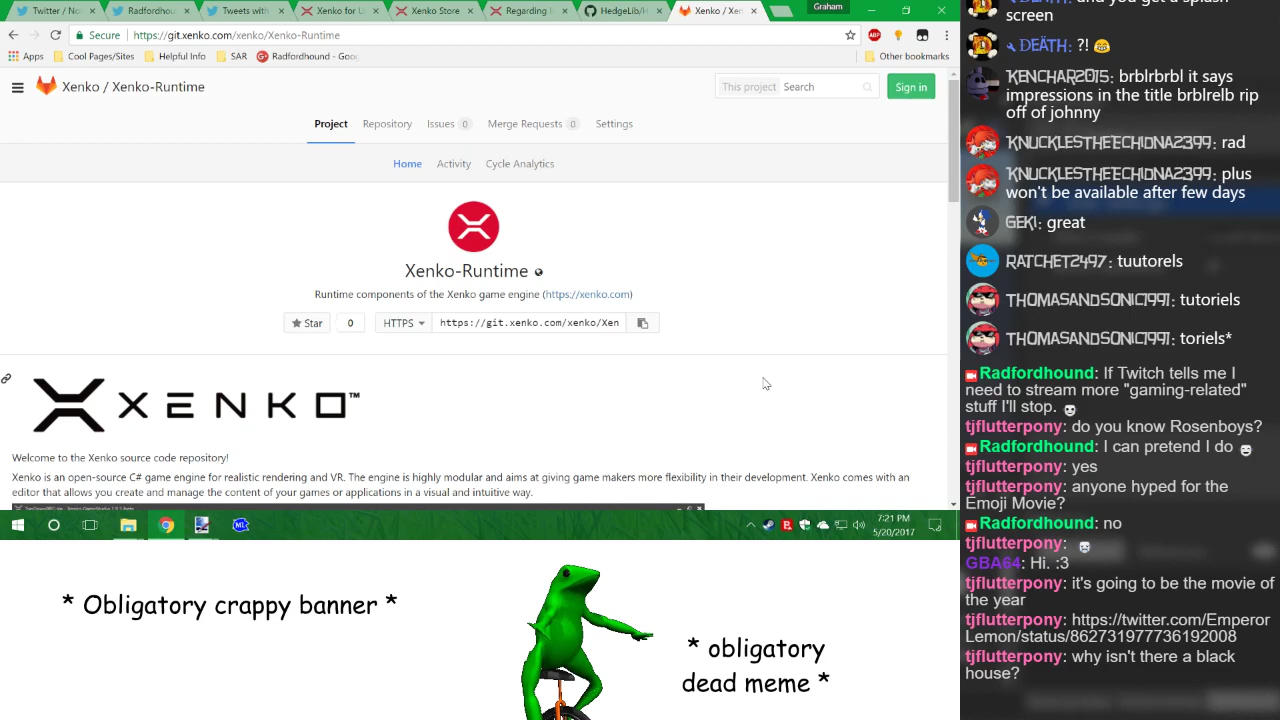 Twitter / No
Radfordhou
Tweets with
Xenko for L
Xenko Store
Regarding
HedgeLib/H
Xenko / Xen
Graham
Secure
https://git.xenko.com/xenko/Xenko-Runtime
ABP
Apps
Cool Pages/Sites
Helpful Info
SAR
Radfordhound - Goo
Other bookmarks
Xenko / Xenko-Runtime
This project
Search
Sign in
Project
Repository
Issues 0
Merge Requests 0
Settings
Home
Activity
Cycle Analytics
Xenko-Runtime
Runtime components of the Xenko game engine (https://xenko.com)
Star
0
HTTPS
https://git.xenko.com/xenko/Xen
XENKO™
Welcome to the Xenko source code repository!
Xenko is an open-source C# game engine for realistic rendering and VR. The engine is highly modular and aims at giving game makers more flexibility in their development. Xenko comes with an
editor that allows you create and manage the content of your games or applications in a visual and intuitive way.
ML
7:21 PM
5/20/2017
* Obligatory crappy banner *
* obligatory
dead meme *
screen
DEÄTH: ?! 😂
KENCHAR2015: brblrbrbl it says
impressions in the title brblrelb rip
off of johnny
KNUCKLESTHEECHIDNA2399: rad
KNUCKLESTHEECHIDNA2399: plus
won't be available after few days
GEKI: great
RATCHET2497: tuutorels
THOMASANDSONIC1991: tutoriels
THOMASANDSONIC1991: toriels*
Radfordhound: If Twitch tells me I
need to stream more "gaming-related"
stuff I'll stop.
tjflutterpony: do you know Rosenboys?
Radfordhound: I can pretend I do
tjflutterpony: yes
tjflutterpony: anyone hyped for the
Emoji Movie?
Radfordhound: no
tjflutterpony:
GBA64: Hi. :3
tjflutterpony: it's going to be the movie of
the year
tjflutterpony: https://twitter.com/Emperor
Lemon/status/862731977736192008
tjflutterpony: why isn't there a black
house?